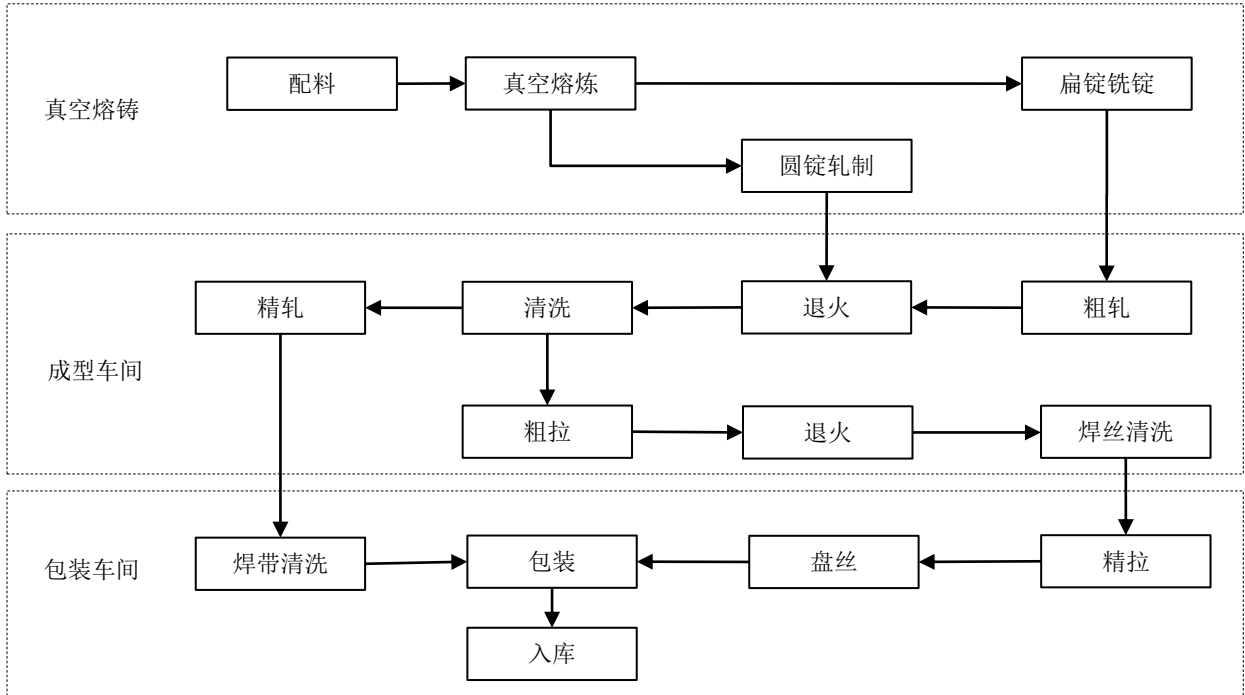 配料
真空熔炼
扁锭铣锭
真空熔铸
圆锭轧制
精轧
清洗
退火
粗轧
成型车间
粗拉
退火
焊丝清洗
包装车间
焊带清洗
包装
盘丝
精拉
入库